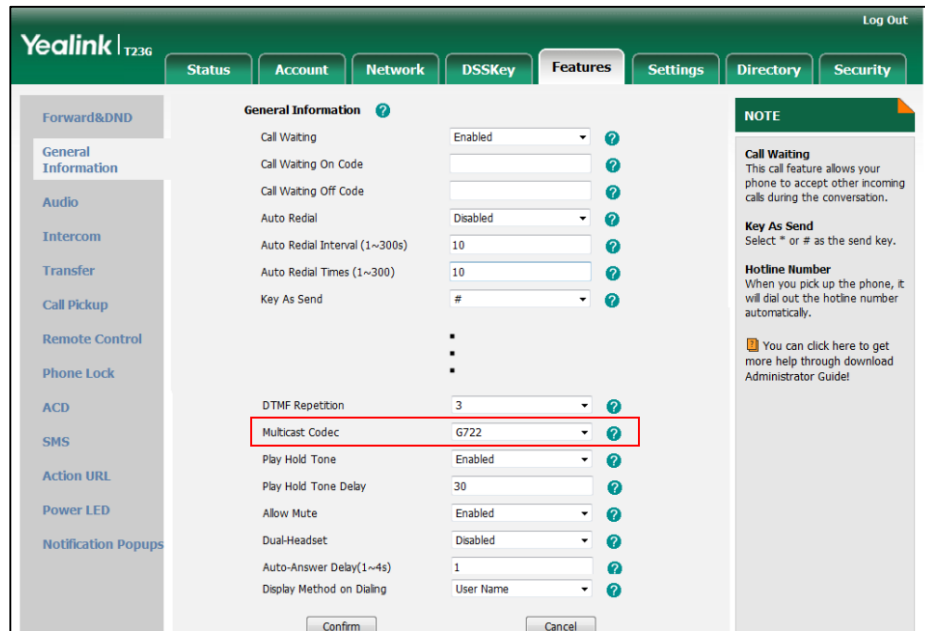 Log Out
Yealink T23G
Status Account Network DSSKey Features Settings Directory Security
Forward&DND
General
Information
Audio
Intercom
Transfer
Call Pickup
Remote Control
Phone Lock
ACD
SMS
Action URL
Power LED
Notification Popups
General Information ?
Call Waiting Enabled ?
Call Waiting On Code ?
Call Waiting Off Code ?
Auto Redial Disabled ?
Auto Redial Interval (1~300s) 10 ?
Auto Redial Times (1~300) 10 ?
Key As Send # ?
DTMF Repetition 3 ?
Multicast Codec G722 ?
Play Hold Tone Enabled ?
Play Hold Tone Delay 30 ?
Allow Mute Enabled ?
Dual-Headset Disabled ?
Auto-Answer Delay(1~4s) 1 ?
Display Method on Dialing User Name ?
Confirm Cancel
NOTE
Call Waiting
This call feature allows your
phone to accept other incoming
calls during the conversation.
Key As Send
Select * or # as the send key.
Hotline Number
When you pick up the phone, it
will dial out the hotline number
automatically.
? You can click here to get
more help through download
Administrator Guide!